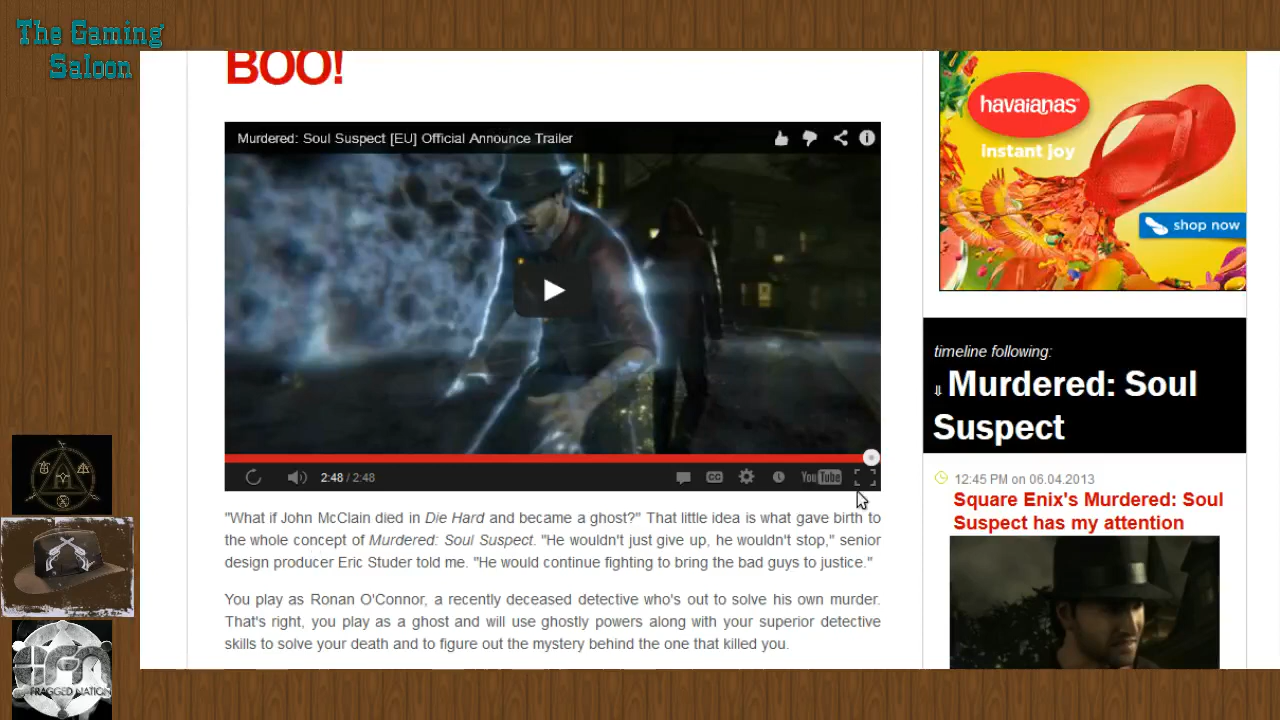 The Gaming
Saloon
BOO!
Murdered: Soul Suspect [EU] Official Announce Trailer
2:48 / 2:48
CC
YouTube
"What if John McClain died in Die Hard and became a ghost?" That little idea is what gave birth to
the whole concept of Murdered: Soul Suspect. "He wouldn't just give up, he wouldn't stop," senior
design producer Eric Studer told me. "He would continue fighting to bring the bad guys to justice."
You play as Ronan O'Connor, a recently deceased detective who's out to solve his own murder.
That's right, you play as a ghost and will use ghostly powers along with your superior detective
skills to solve your death and to figure out the mystery behind the one that killed you.
havaianas
instant joy
shop now
timeline following:
⇓ Murdered: Soul
Suspect
12:45 PM on 06.04.2013
Square Enix's Murdered: Soul
Suspect has my attention
FRAGGED NATION